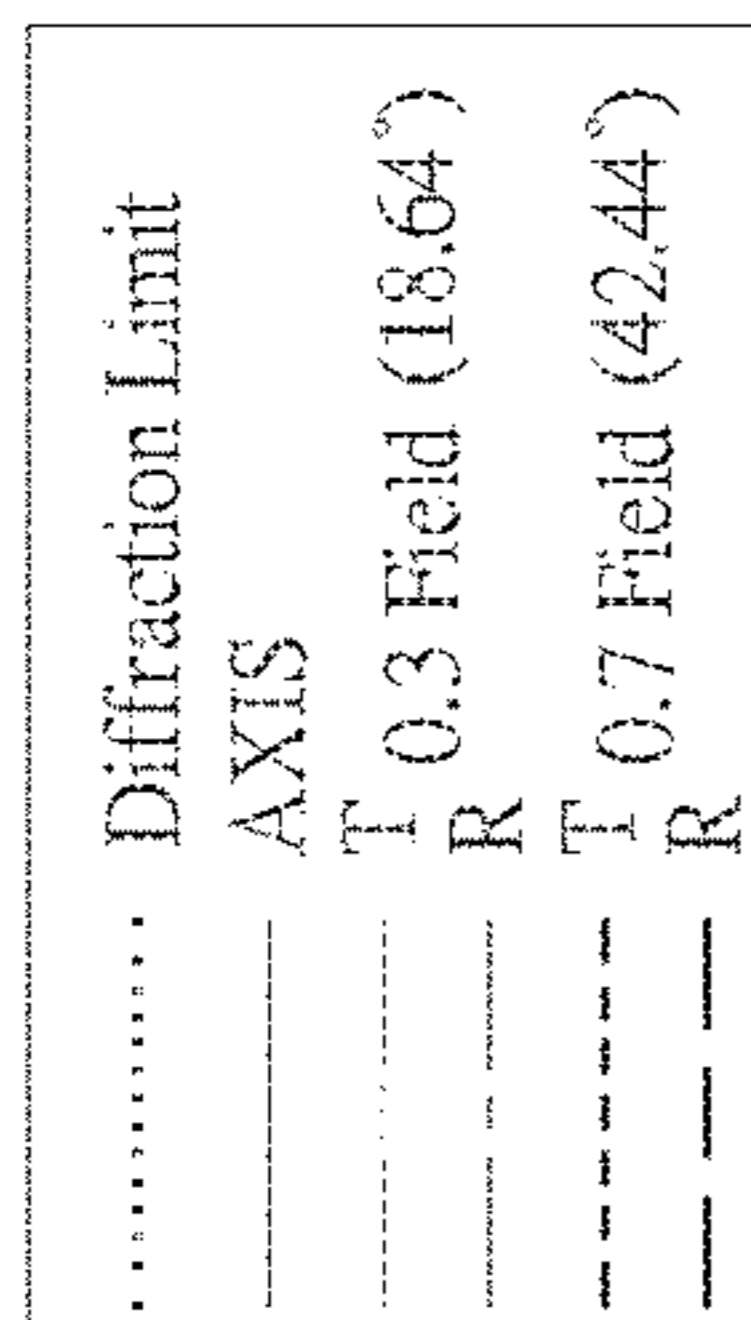 Diffraction Limit
AXIS
T 0.3 Field (18.64°)
R
T 0.7 Field (42.44°)
R